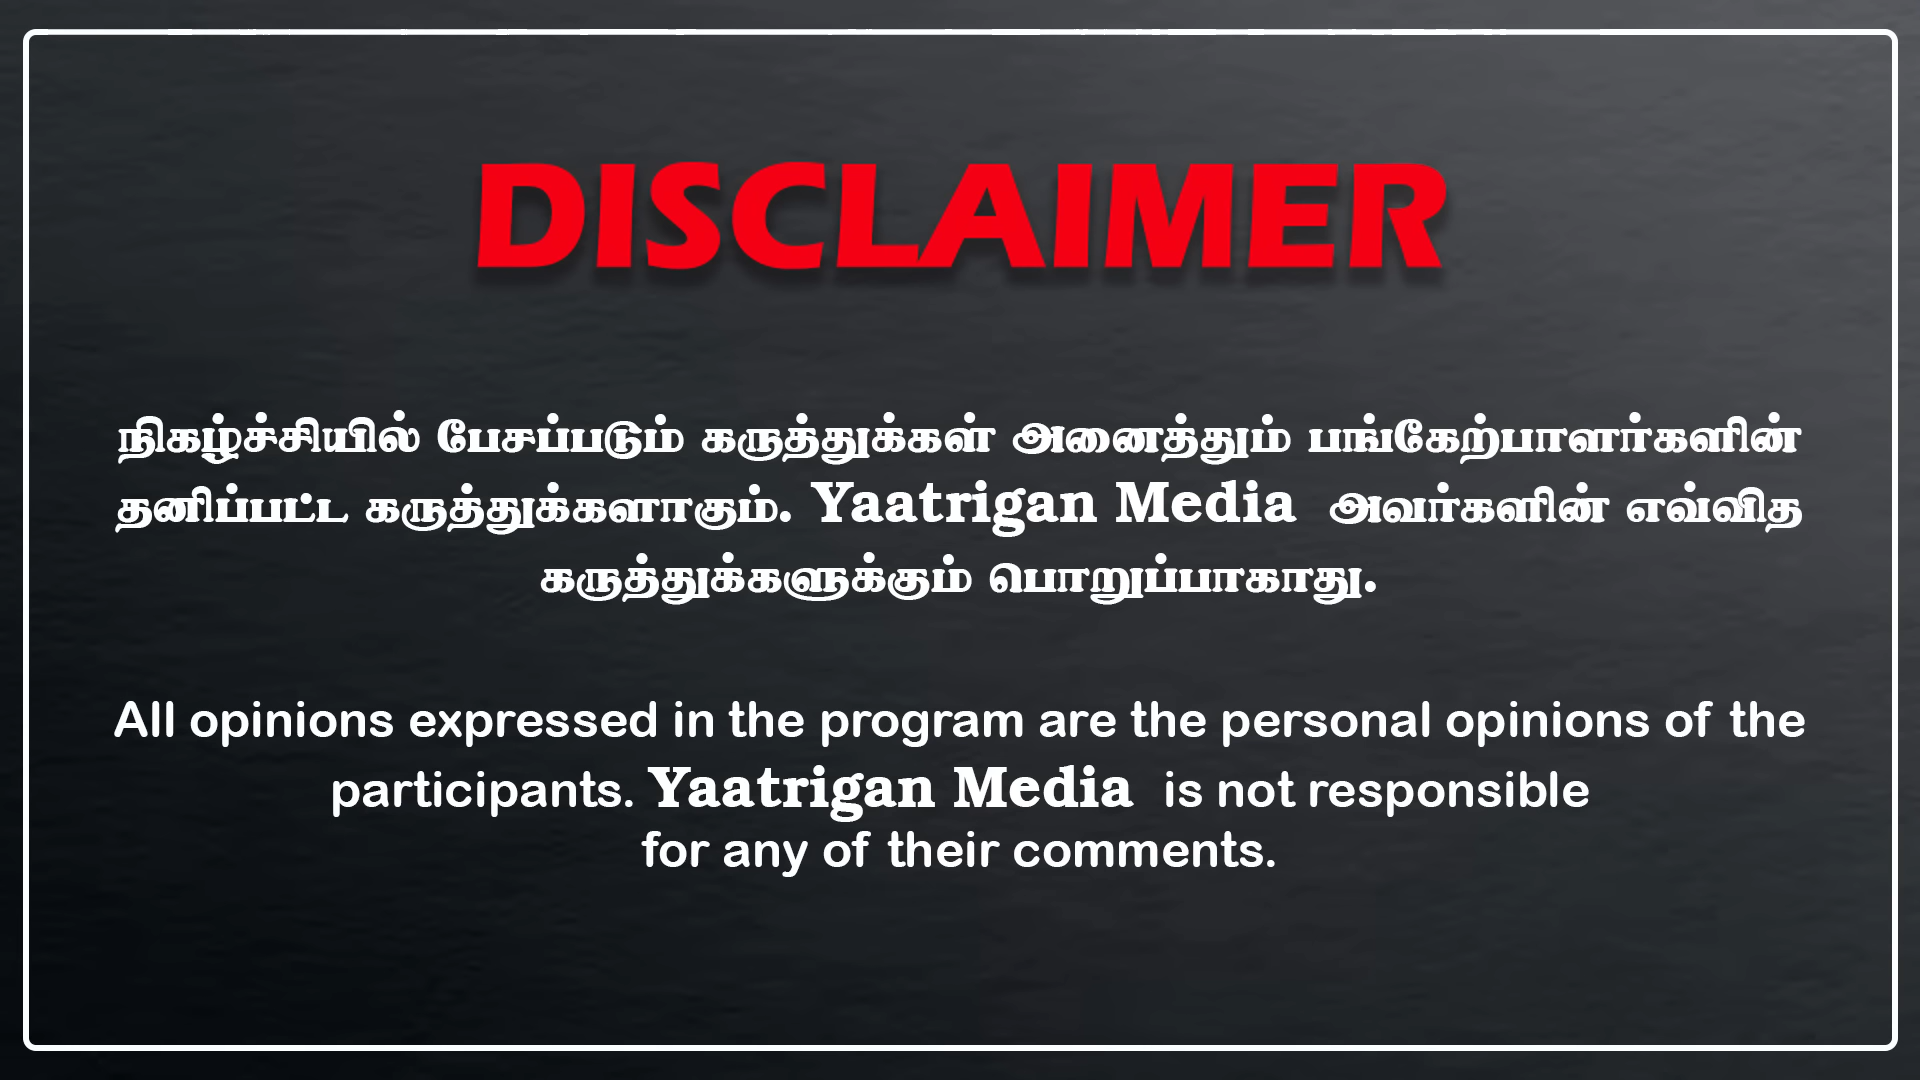 DISCLAIMER
நிகழ்ச்சியில் பேசப்படும் கருத்துக்கள் அனைத்தும் பங்கேற்பாளர்களின்
தனிப்பட்ட கருத்துக்களாகும். Yaatrigan Media அவர்களின் எவ்வித
கருத்துக்களுக்கும் பொறுப்பாகாது.
All opinions expressed in the program are the personal opinions of the
participants. Yaatrigan Media is not responsible
for any of their comments.